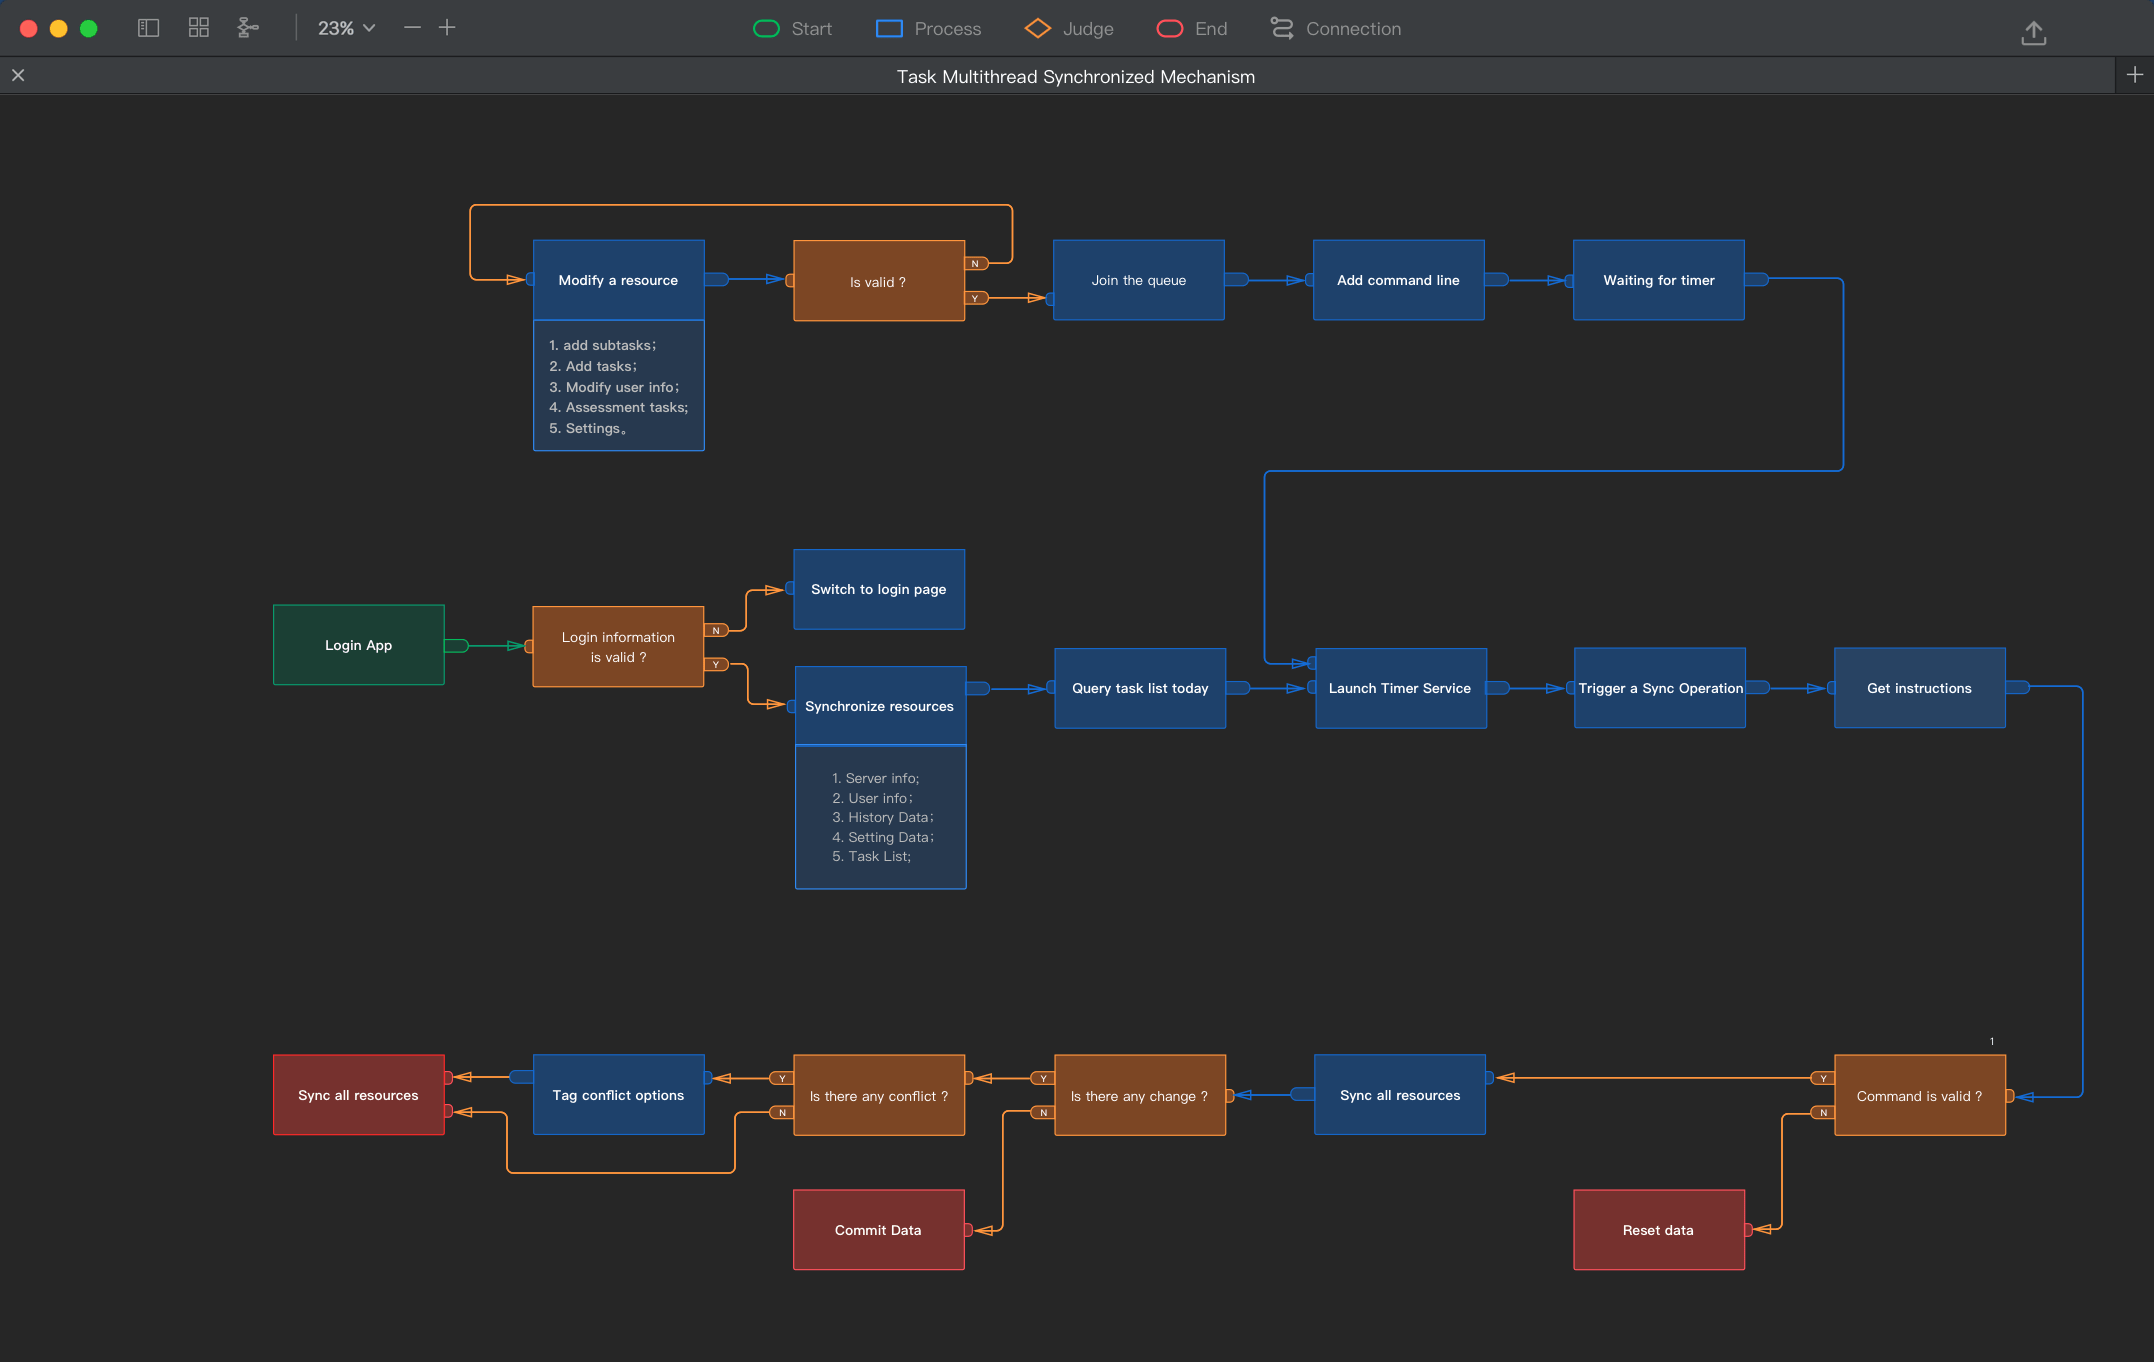 23%
Start
Process
Judge
End
Connection
Task Multithread Synchronized Mechanism
Modify a resource
1. add subtasks；
2. Add tasks；
3. Modify user info；
4. Assessment tasks;
5. Settings。
Is valid ?
N
Y
Join the queue
Add command line
Waiting for timer
Login App
Login information
is valid ?
N
Y
Switch to login page
Synchronize resources
1. Server info;
2. User info；
3. History Data；
4. Setting Data；
5. Task List;
Query task list today
Launch Timer Service
Trigger a Sync Operation
Get instructions
Sync all resources
Tag conflict options
Y
N
Is there any conflict ?
Y
N
Is there any change ?
Sync all resources
1
Y
N
Command is valid ?
Commit Data
Reset data